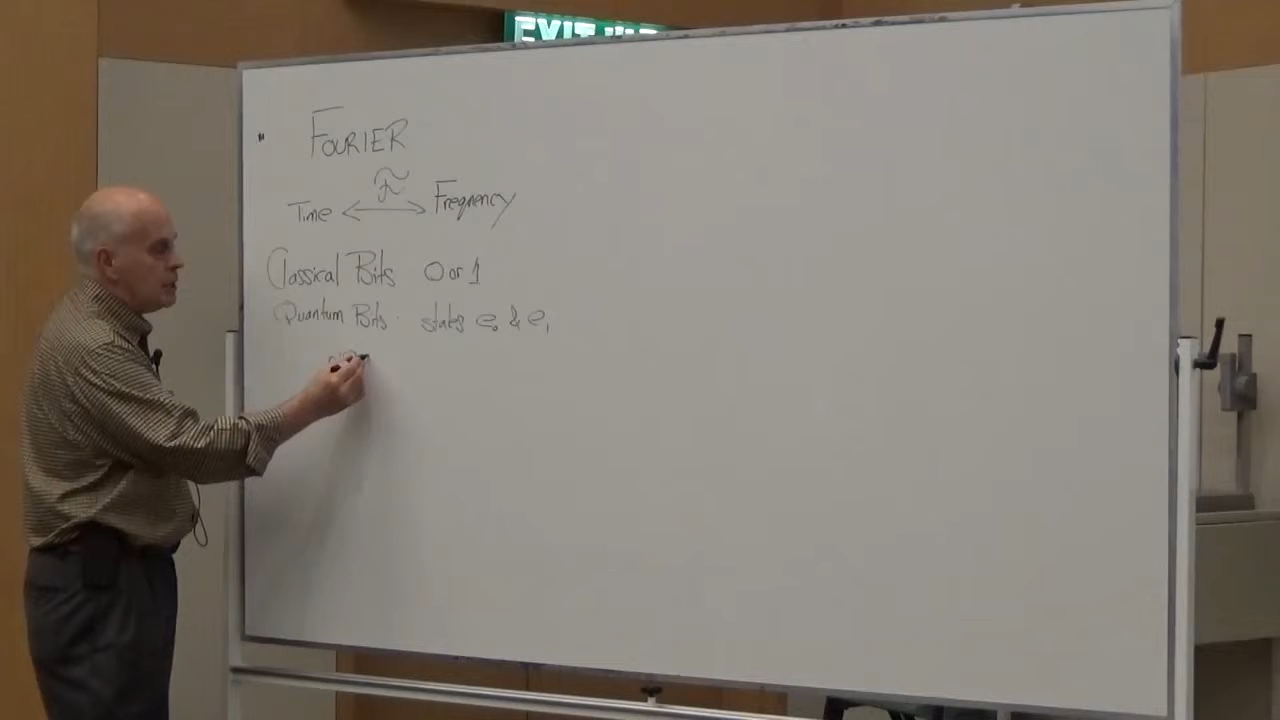 EXIT
FOURIER
Time ⟷ Frequency
F
Classical Bits 0 or 1
Quantum Bits. states e₀ & e₁